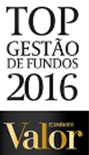 TOP
GESTÃO
DE FUNDOS
2016
ECONÔMICO
Valor